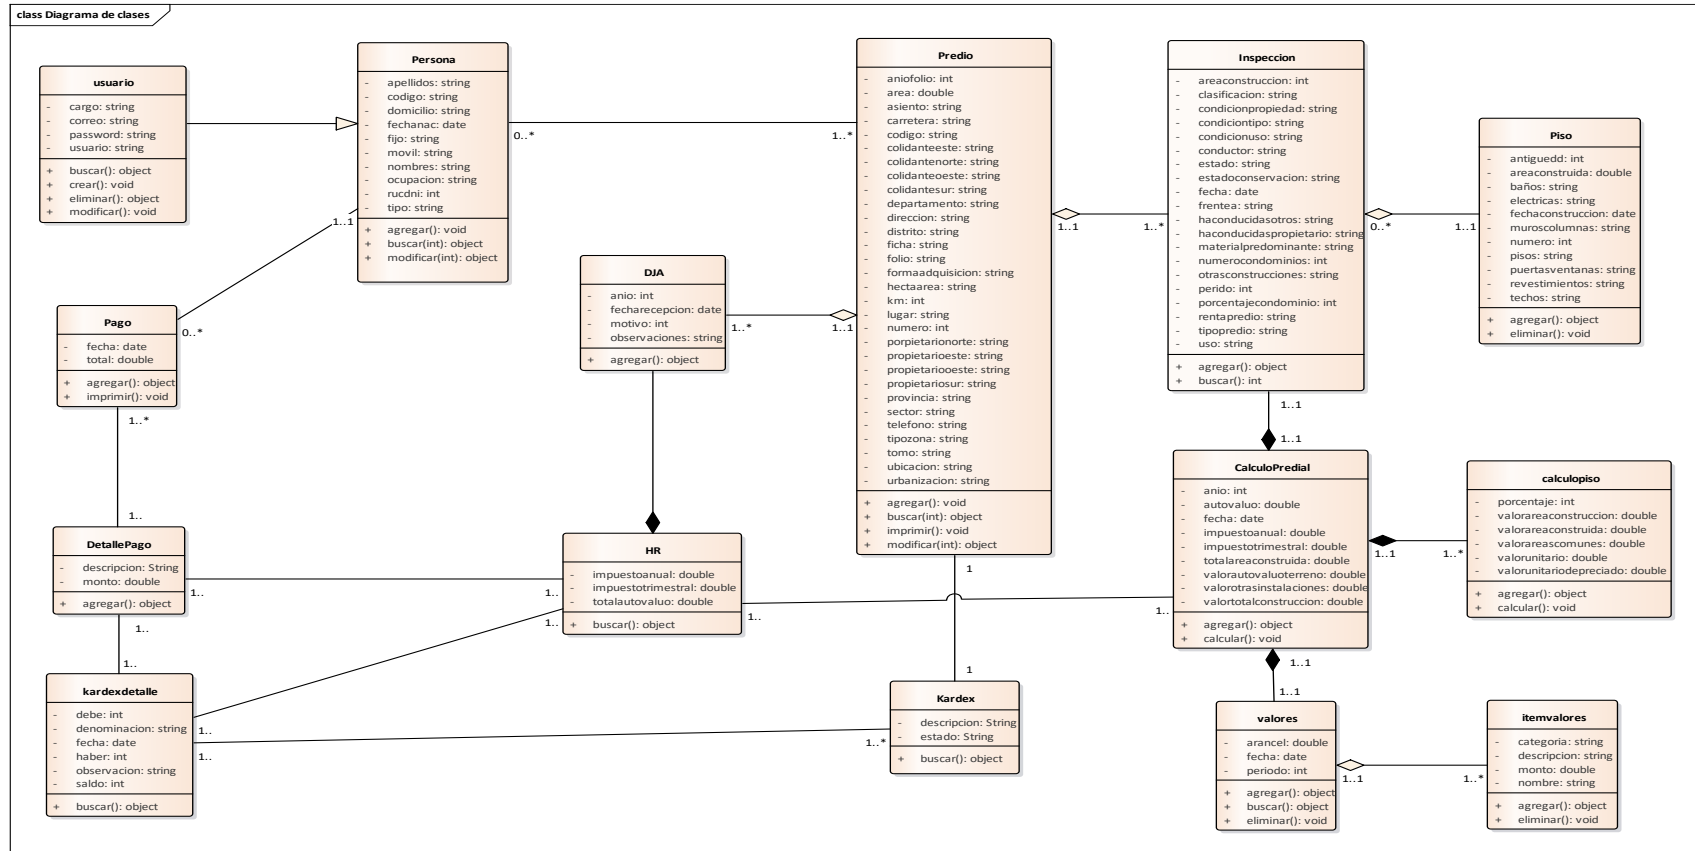 class Diagrama de clases
usuario
- cargo: string
- correo: string
- password: string
- usuario: string
+ buscar(): object
+ crear(): void
+ eliminar(): object
+ modificar(): void
Persona
- apellidos: string
- codigo: string
- domicilio: string
- fechanac: date
- fijo: string
- movil: string
- nombres: string
- ocupacion: string
- rucdni: int
- tipo: string
+ agregar(): void
+ buscar(int): object
+ modificar(int): object
0..*
1..*
1..1
0..*
Predio
- aniofolio: int
- area: double
- asiento: string
- carretera: string
- codigo: string
- colidanteeste: string
- colidantenorte: string
- colidanteoeste: string
- colidantesur: string
- departamento: string
- direccion: string
- distrito: string
- ficha: string
- folio: string
- formaadquisicion: string
- hectaarea: string
- km: int
- lugar: string
- numero: int
- porpietarionorte: string
- propietarioeste: string
- propietariooeste: string
- propietariosur: string
- provincia: string
- sector: string
- telefono: string
- tipozona: string
- tomo: string
- ubicacion: string
- urbanizacion: string
+ agregar(): void
+ buscar(int): object
+ imprimir(): void
+ modificar(int): object
1..1
1..*
Inspeccion
- areaconstruccion: int
- clasificacion: string
- condicionpropiedad: string
- condiciontipo: string
- condicionuso: string
- conductor: string
- estado: string
- estadoconservacion: string
- fecha: date
- frentea: string
- haconducidasotros: string
- haconducidaspropietario: string
- materialpredominante: string
- numerocondominios: int
- otrasconstrucciones: string
- perido: int
- porcentajecondominio: int
- rentapredio: string
- tipopredio: string
- uso: string
+ agregar(): object
+ buscar(): int
0..*
1..1
Piso
- antiguedd: int
- areaconstruida: double
- baños: string
- electricas: string
- fechaconstruccion: date
- muroscolumnas: string
- numero: int
- pisos: string
- puertasventanas: string
- revestimientos: string
- techos: string
+ agregar(): object
+ eliminar(): void
DJA
- anio: int
- fecharecepcion: date
- motivo: int
- observaciones: string
+ agregar(): object
1..*
1..1
Pago
- fecha: date
- total: double
+ agregar(): object
+ imprimir(): void
1..*
1..
1..1
1..1
CalculoPredial
- anio: int
- autovaluo: double
- fecha: date
- impuestoanual: double
- impuestotrimestral: double
- totalareaconstruida: double
- valorautovaluoterreno: double
- valorotrasinstalaciones: double
- valortotalconstruccion: double
+ agregar(): object
+ calcular(): void
1..1
1..*
calculopiso
- porcentaje: int
- valorareaconstruccion: double
- valorareaconstruida: double
- valorareascomunes: double
- valorunitario: double
- valorunitariodepreciado: double
+ agregar(): object
+ calcular(): void
DetallePago
- descripcion: String
- monto: double
+ agregar(): object
1..
1..
HR
- impuestoanual: double
- impuestotrimestral: double
- totalautovaluo: double
+ buscar(): object
1..
1..
1..
1
1
1..
1..
kardexdetalle
- debe: int
- denominacion: string
- fecha: date
- haber: int
- observacion: string
- saldo: int
+ buscar(): object
1..
1..
1..*
Kardex
- descripcion: String
- estado: String
+ buscar(): object
1..1
1..1
valores
- arancel: double
- fecha: date
- periodo: int
+ agregar(): object
+ buscar(): object
+ eliminar(): void
1..1
1..*
itemvalores
- categoria: string
- descripcion: string
- monto: double
- nombre: string
+ agregar(): object
+ eliminar(): void